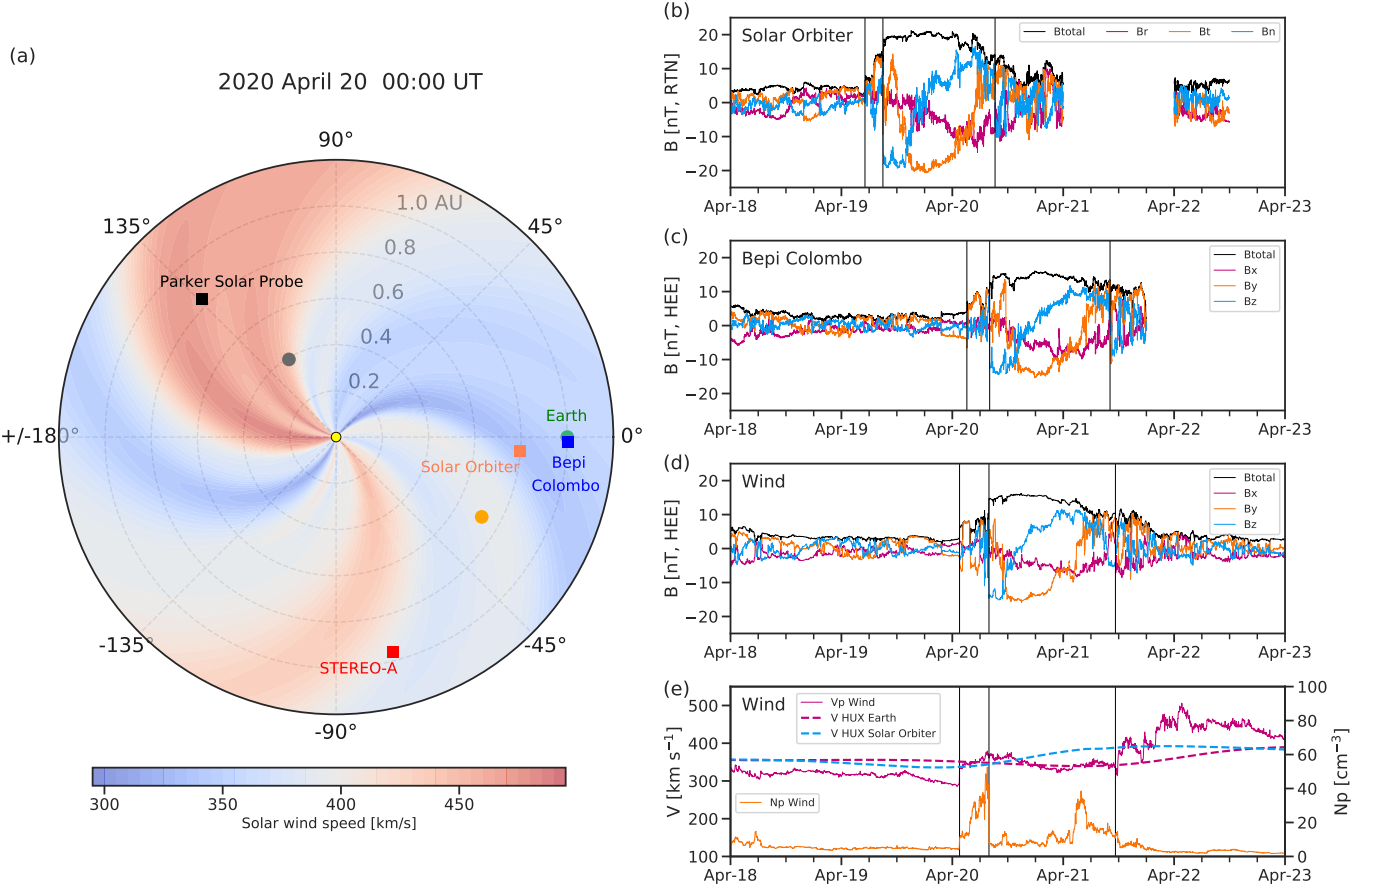 (a)
2020 April 20  00:00 UT
90°
135°
45°
1.0 AU
0.8
0.6
0.4
0.2
Parker Solar Probe
Earth
+/-180°
0°
Solar Orbiter
Bepi
Colombo
STEREO-A
-135°
-45°
-90°
300
350
400
450
Solar wind speed [km/s]
(b)
Solar Orbiter
Btotal
Br
Bt
Bn
B [nT, RTN]
20
10
0
−10
−20
Apr-18
Apr-19
Apr-20
Apr-21
Apr-22
Apr-23
(c)
Bepi Colombo
Btotal
Bx
By
Bz
B [nT, HEE]
20
10
0
−10
−20
Apr-18
Apr-19
Apr-20
Apr-21
Apr-22
Apr-23
(d)
Wind
Btotal
Bx
By
Bz
B [nT, HEE]
20
10
0
−10
−20
Apr-18
Apr-19
Apr-20
Apr-21
Apr-22
Apr-23
(e)
Wind
Vp Wind
V HUX Earth
V HUX Solar Orbiter
Np Wind
V [km s⁻¹]
500
400
300
200
100
Np [cm⁻³]
100
80
60
40
20
0
Apr-18
Apr-19
Apr-20
Apr-21
Apr-22
Apr-23